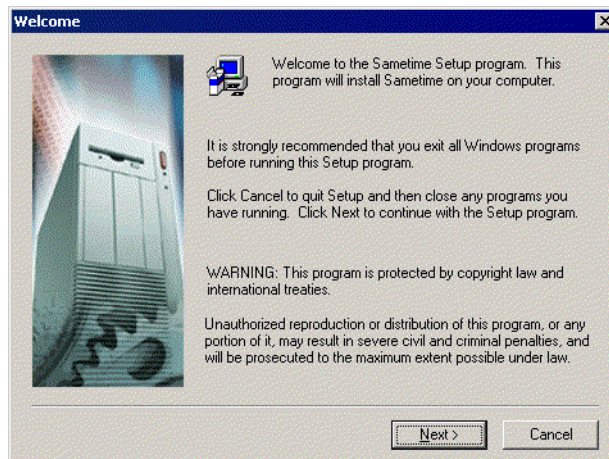 Welcome
Welcome to the Sametime Setup program. This
program will install Sametime on your computer.
It is strongly recommended that you exit all Windows programs
before running this Setup program.
Click Cancel to quit Setup and then close any programs you
have running. Click Next to continue with the Setup program.
WARNING: This program is protected by copyright law and
international treaties.
Unauthorized reproduction or distribution of this program, or any
portion of it, may result in severe civil and criminal penalties, and
will be prosecuted to the maximum extent possible under law.
Next >
Cancel